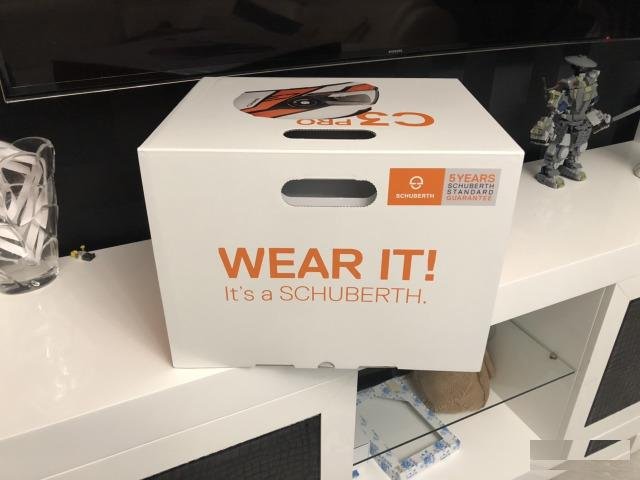 C3 PRO
SCHUBERTH
5 YEARS
SCHUBERTH
STANDARD
GUARANTEE
WEAR IT!
It's a SCHUBERTH.